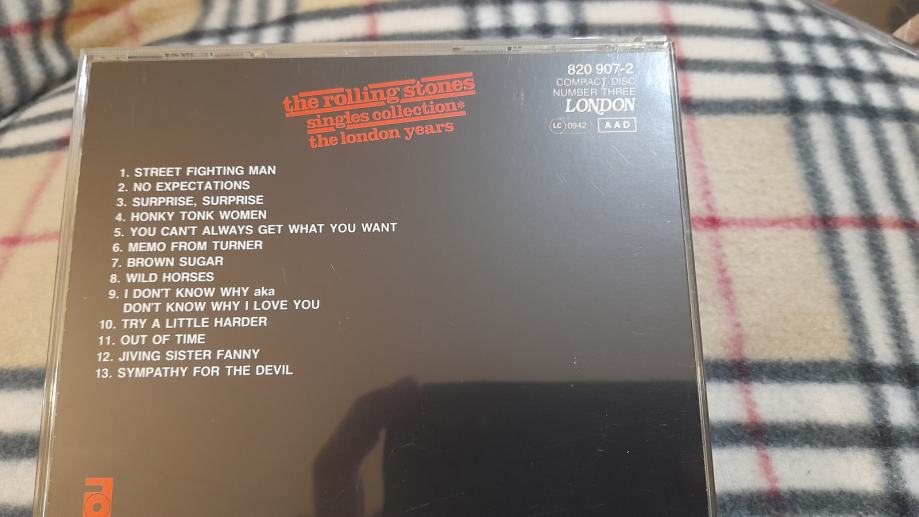 the rolling stones
singles collection*
the london years
820 907-2
COMPACT DISC
NUMBER THREE
LONDON
LC 0942 AAD
1. STREET FIGHTING MAN
2. NO EXPECTATIONS
3. SURPRISE, SURPRISE
4. HONKY TONK WOMEN
5. YOU CAN'T ALWAYS GET WHAT YOU WANT
6. MEMO FROM TURNER
7. BROWN SUGAR
8. WILD HORSES
9. I DON'T KNOW WHY aka
DON'T KNOW WHY I LOVE YOU
10. TRY A LITTLE HARDER
11. OUT OF TIME
12. JIVING SISTER FANNY
13. SYMPATHY FOR THE DEVIL